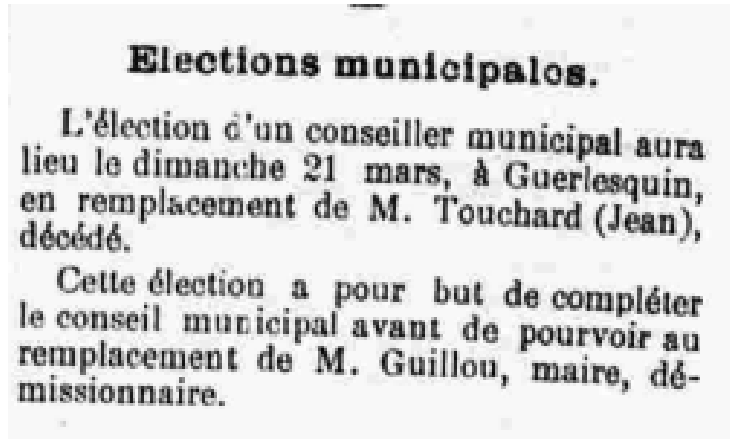 Elections municipales.
L'élection d'un conseiller municipal aura
lieu le dimanche 21 mars, à Guerlesquin,
en remplacement de M. Touchard (Jean),
décédé.
Cette élection a pour but de compléter
le conseil municipal avant de pourvoir au
remplacement de M. Guillou, maire, dé-
missionnaire.